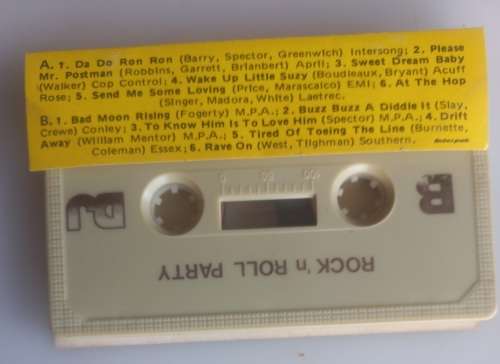 A. 1. Da Do Ron Ron (Barry, Spector, Greenwich) Intersong; 2. Please
Mr. Postman (Robbins, Garrett, Brianbert) April; 3. Sweet Dream Baby
(Walker) Cop Control; 4. Wake Up Little Suzy (Boudleaux, Bryant) Acuff
Rose; 5. Send Me Some Loving (Price, Marascalco) EMI; 6. At The Hop
(Singer, Madora, White) Laetrec.
B. 1. Bad Moon Rising (Fogerty) M.P.A.; 2. Buzz Buzz A Diddle It (Slay,
Crewe) Conley; 3. To Know Him Is To Love Him (Spector) M.P.A.; 4. Drift
Away (William Mentor) M.P.A.; 5. Tired Of Toeing The Line (Burnette,
Coleman) Essex; 6. Rave On (West, Tilghman) Southern.
100 50 0
B
DJ
ROCK 'n ROLL PARTY